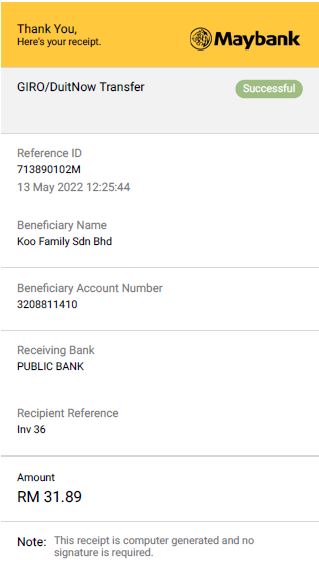 Thank You,
Here's your receipt.
Maybank
GIRO/DuitNow Transfer
Successful
Reference ID
713890102M
13 May 2022 12:25:44
Beneficiary Name
Koo Family Sdn Bhd
Beneficiary Account Number
3208811410
Receiving Bank
PUBLIC BANK
Recipient Reference
Inv 36
Amount
RM 31.89
Note: This receipt is computer generated and no
signature is required.